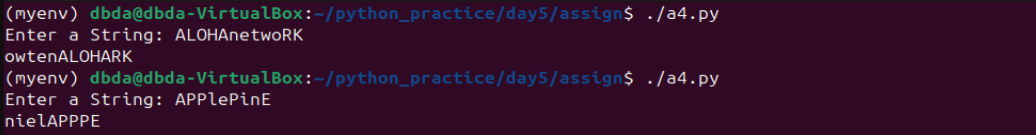 (myenv) dbda@dbda-VirtualBox:~/python_practice/day5/assign$ ./a4.py
Enter a String: ALOHAnetwoRK
owtenALOHARK
(myenv) dbda@dbda-VirtualBox:~/python_practice/day5/assign$ ./a4.py
Enter a String: APPlePinE
nielAPPPE